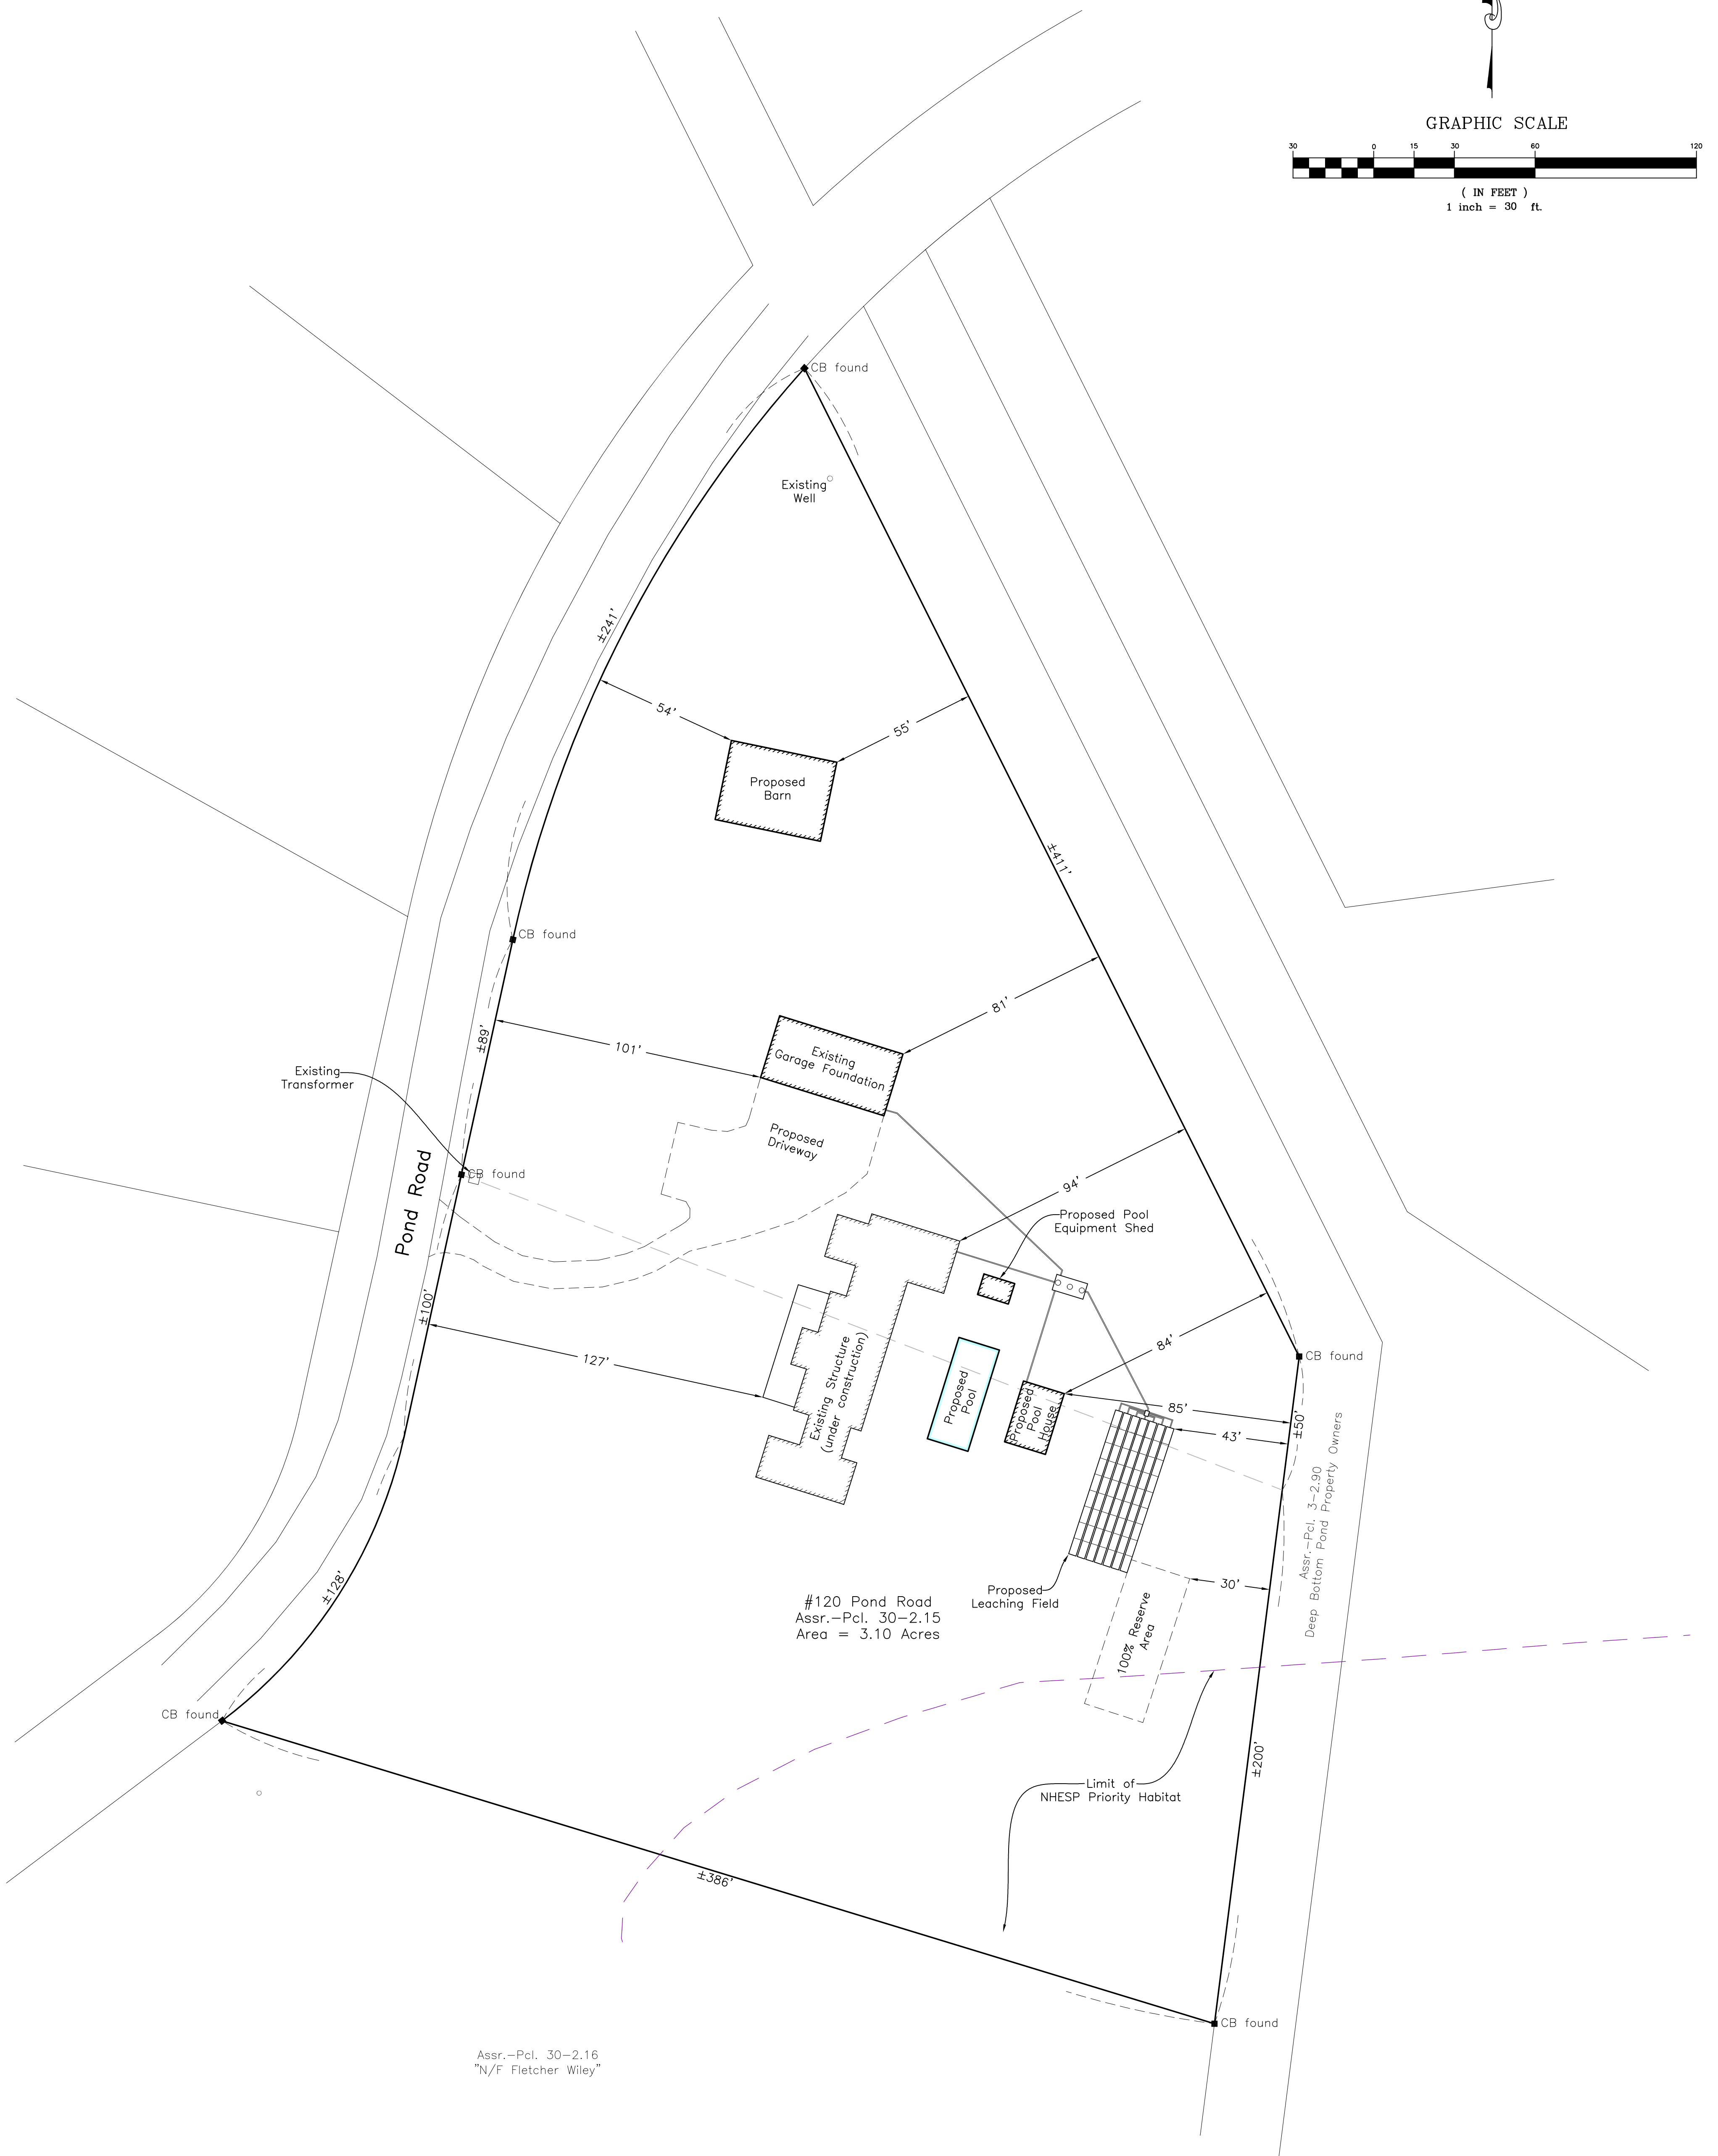 GRAPHIC SCALE
30 0 15 30 60 120
( IN FEET )
1 inch = 30 ft.
CB found
Existing
Well
±241'
54'
55'
Proposed
Barn
±411'
CB found
±89'
101'
81'
Existing
Garage Foundation
Existing
Transformer
Proposed
Driveway
CB found
Pond Road
94'
Proposed Pool
Equipment Shed
±100'
127'
Existing Structure
(under construction)
Proposed
Pool
Proposed
Pool
House
84'
CB found
85'
43'
±50'
Assr.-Pcl. 3-2.90
Deep Bottom Pond Property Owners
±128'
#120 Pond Road
Assr.-Pcl. 30-2.15
Area = 3.10 Acres
Proposed
Leaching Field
30'
100% Reserve
Area
CB found
Limit of
NHESP Priority Habitat
±200'
±386'
CB found
Assr.-Pcl. 30-2.16
"N/F Fletcher Wiley"